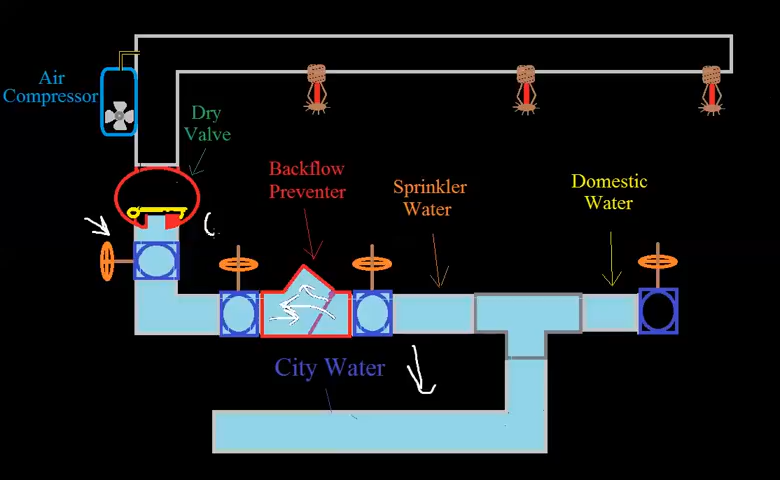 Air
Compressor
Dry
Valve
Backflow
Preventer
Sprinkler
Water
Domestic
Water
City Water